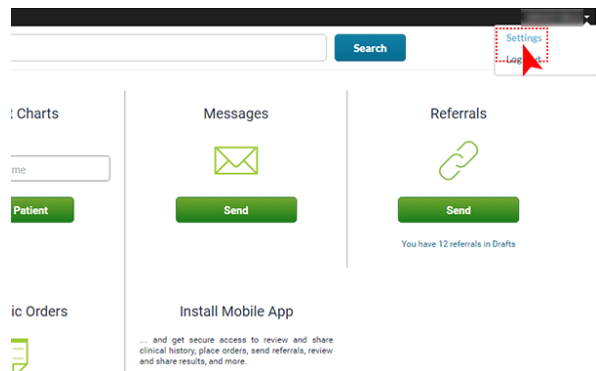 Search
Settings
t Charts
Messages
Referrals
me
Patient
Send
Send
You have 12 referrals in Drafts
ic Orders
Install Mobile App
... and get secure access to review and share
clinical history, place orders, send referrals, review
and share results, and more.